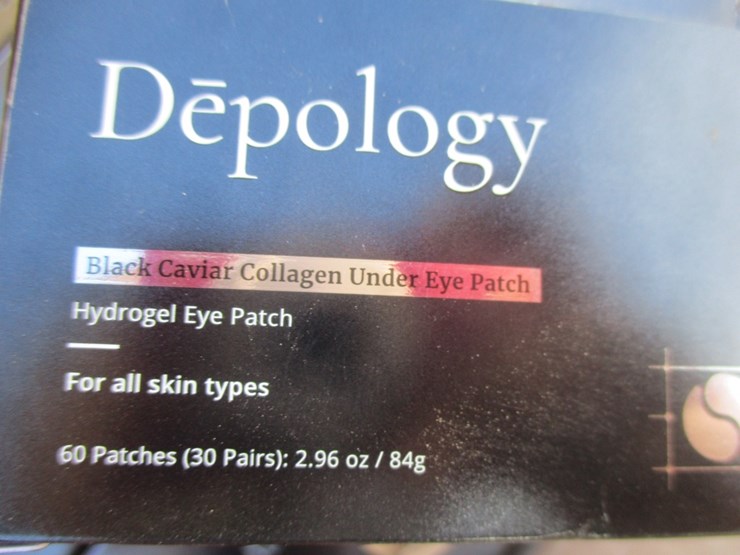 Dēpology
Black Caviar Collagen Under Eye Patch
Hydrogel Eye Patch
For all skin types
60 Patches (30 Pairs): 2.96 oz / 84g